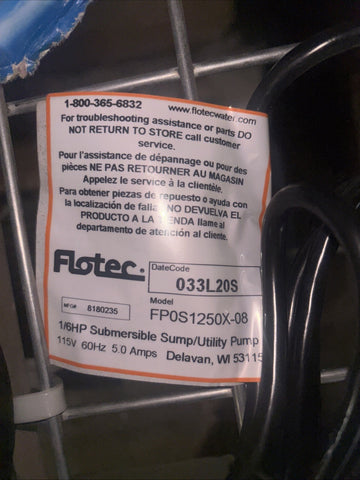 1-800-365-6832 www.flotecwater.com
For troubleshooting assistance or parts DO
NOT RETURN TO STORE call customer
service.
Pour l'assistance de dépannage ou pour des
pièces NE PAS RETOURNER AU MAGASIN
Appelez le service à la clientèle.
Para obtener piezas de repuesto o ayuda con
la localización de fallas NO DEVUELVA EL
PRODUCTO A LA TIENDA llame al
departamento de atención al cliente.
Flotec.
DateCode
033L20S
MFG# 8180235
Model
FP0S1250X-08
1/6HP Submersible Sump/Utility Pump
115V 60Hz 5.0 Amps Delavan, WI 53115